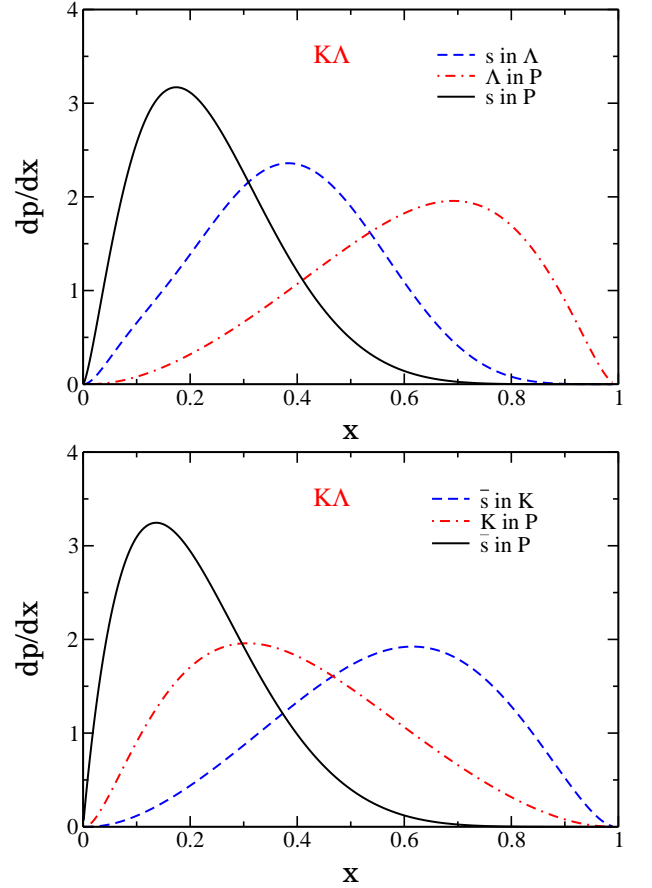 4
KΛ
s in Λ
Λ in P
s in P
3
dp/dx
2
1
0
0 0.2 0.4 0.6 0.8 1
x
4
KΛ
s̅ in K
K in P
s̅ in P
3
dp/dx
2
1
0
0 0.2 0.4 0.6 0.8 1
x